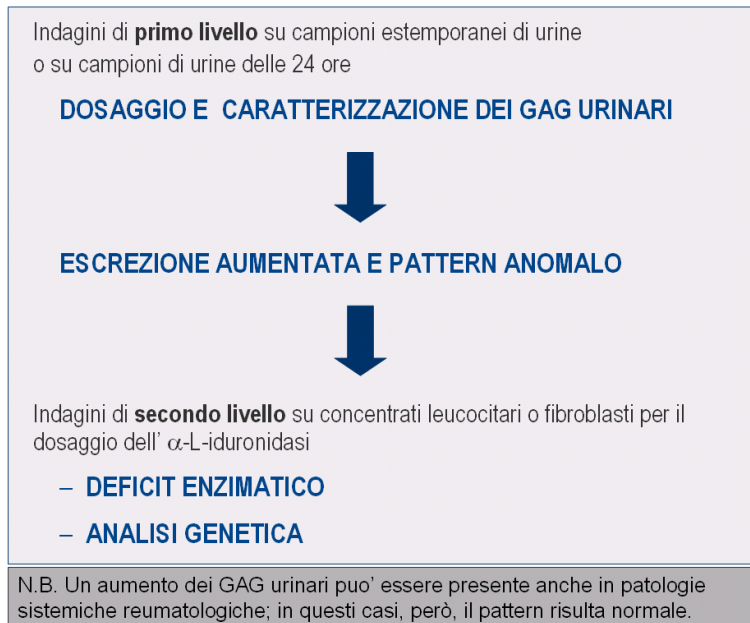 Indagini di primo livello su campioni estemporanei di urine
o su campioni di urine delle 24 ore
DOSAGGIO E CARATTERIZZAZIONE DEI GAG URINARI
ESCREZIONE AUMENTATA E PATTERN ANOMALO
Indagini di secondo livello su concentrati leucocitari o fibroblasti per il
dosaggio dell' α-L-iduronidasi
– DEFICIT ENZIMATICO
– ANALISI GENETICA
N.B. Un aumento dei GAG urinari puo' essere presente anche in patologie
sistemiche reumatologiche; in questi casi, però, il pattern risulta normale.